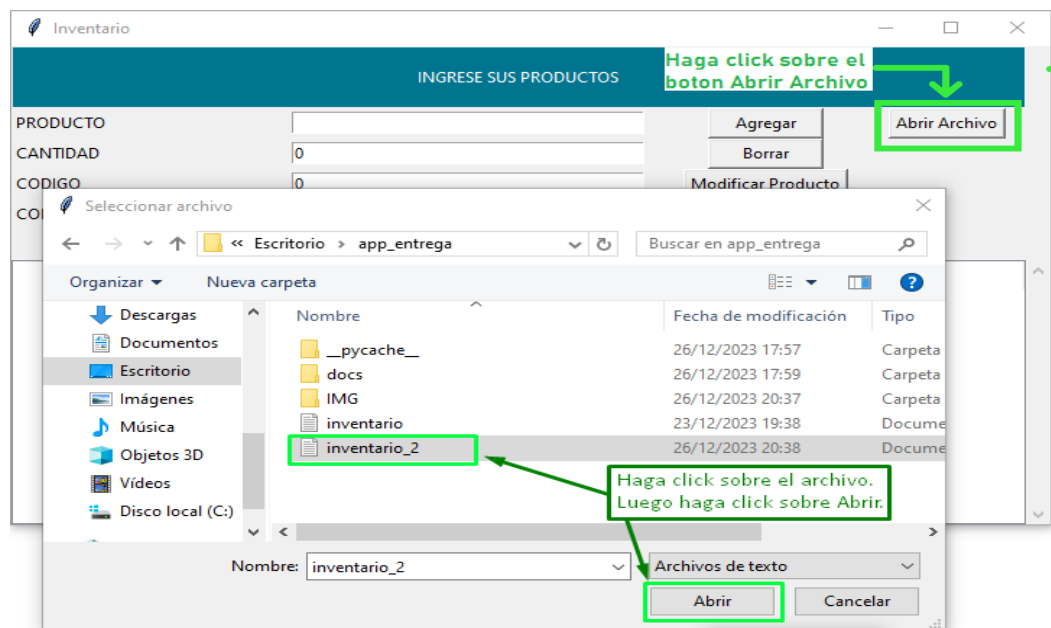 Inventario
INGRESE SUS PRODUCTOS
Haga click sobre el
boton Abrir Archivo
PRODUCTO
Agregar
Abrir Archivo
CANTIDAD
0
Borrar
CODIGO
0
Modificar Producto
Seleccionar archivo
« Escritorio › app_entrega
Buscar en app_entrega
Organizar
Nueva carpeta
?
Descargas
Documentos
Escritorio
Imágenes
Música
Objetos 3D
Vídeos
Disco local (C:)
Nombre
Fecha de modificación
Tipo
__pycache__
26/12/2023 17:57
Carpeta
docs
26/12/2023 17:59
Carpeta
IMG
26/12/2023 20:37
Carpeta
inventario
23/12/2023 19:38
Docume
inventario_2
26/12/2023 20:38
Docume
Haga click sobre el archivo.
Luego haga click sobre Abrir.
Nombre:
inventario_2
Archivos de texto
Abrir
Cancelar